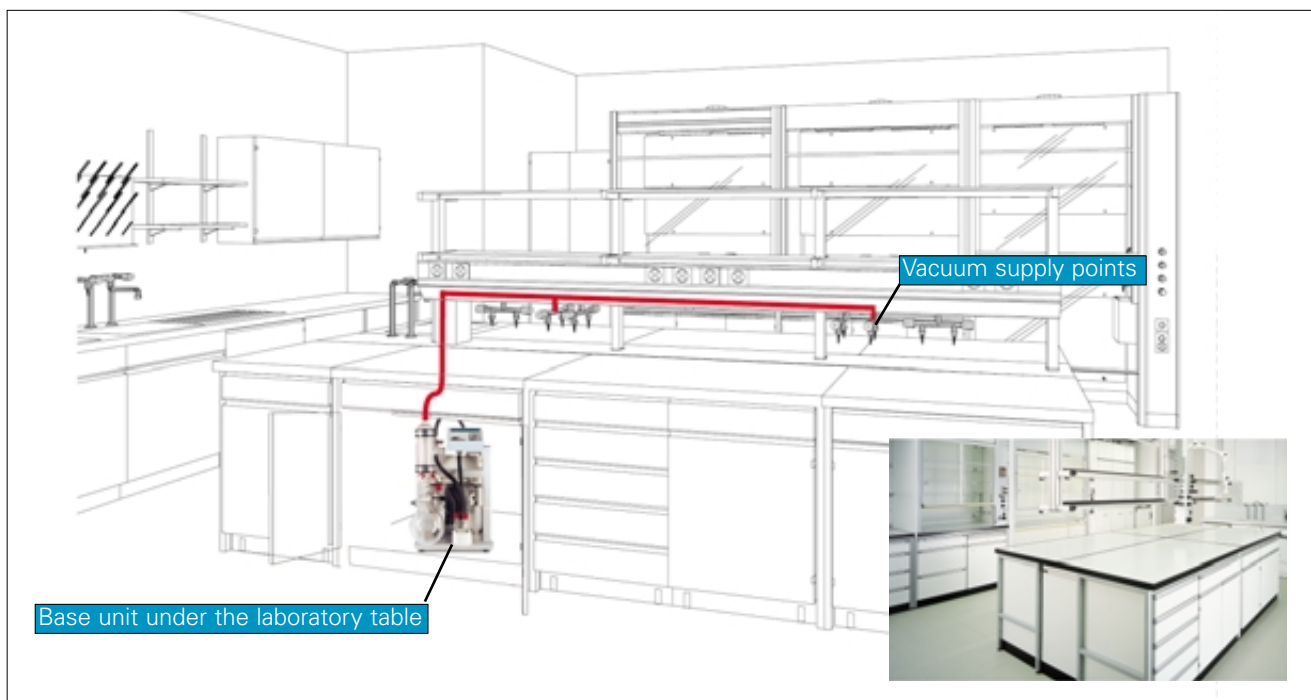 Vacuum supply points
Base unit under the laboratory table